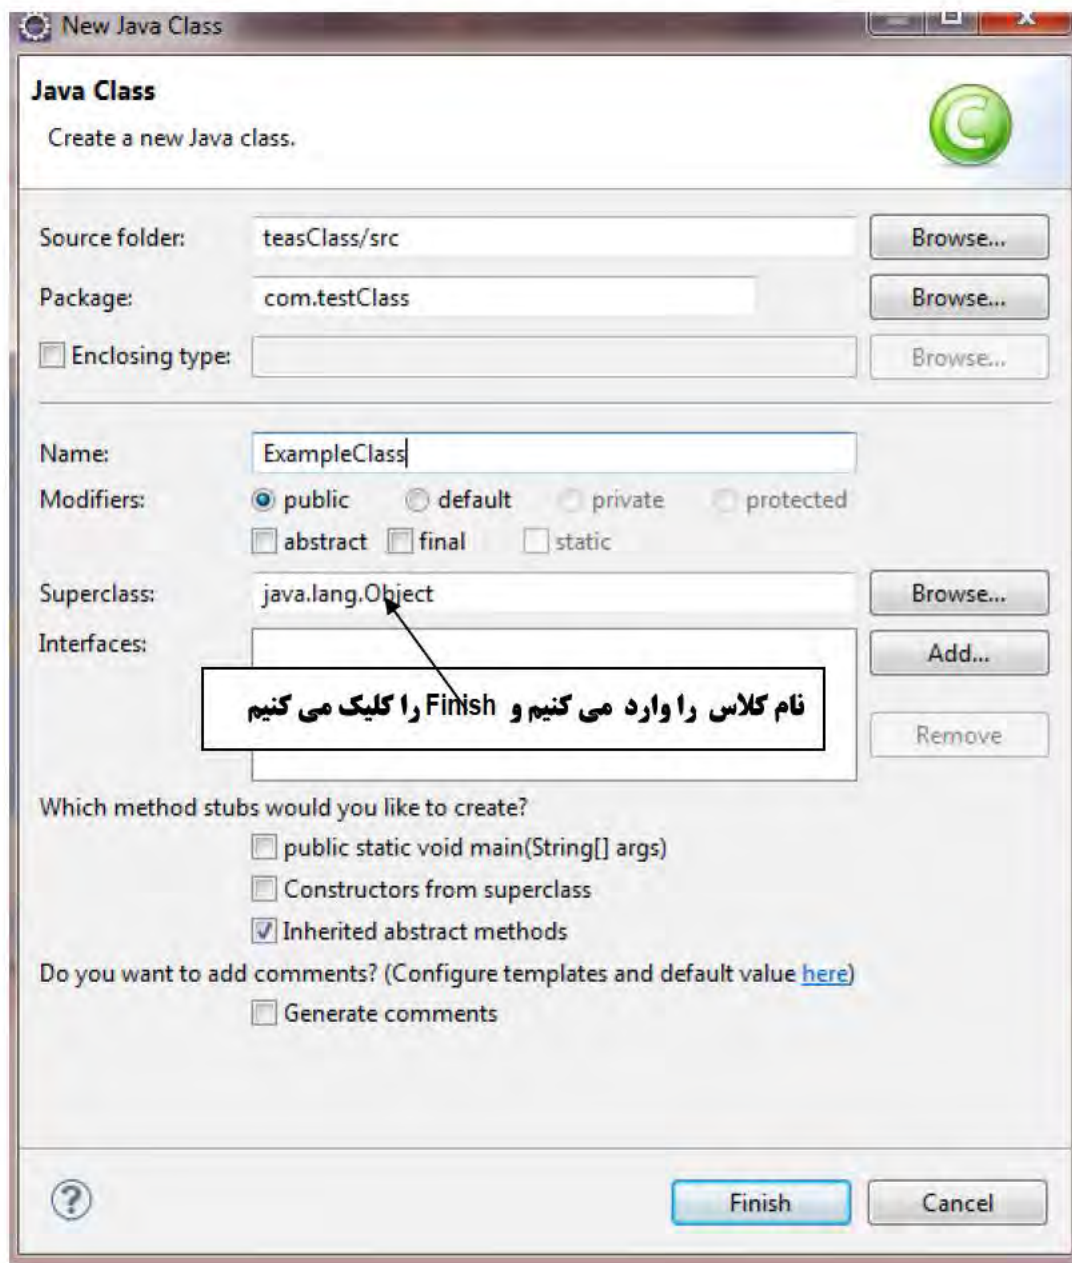 New Java Class
Java Class
Create a new Java class.
Source folder: teasClass/src Browse...
Package: com.testClass Browse...
Enclosing type: Browse...
Name: ExampleClass
Modifiers: public default private protected
abstract final static
Superclass: java.lang.Object Browse...
Interfaces: Add...
نام کلاس را وارد می کنیم و Finish را کلیک می کنیم
Remove
Which method stubs would you like to create?
public static void main(String[] args)
Constructors from superclass
Inherited abstract methods
Do you want to add comments? (Configure templates and default value here)
Generate comments
Finish Cancel